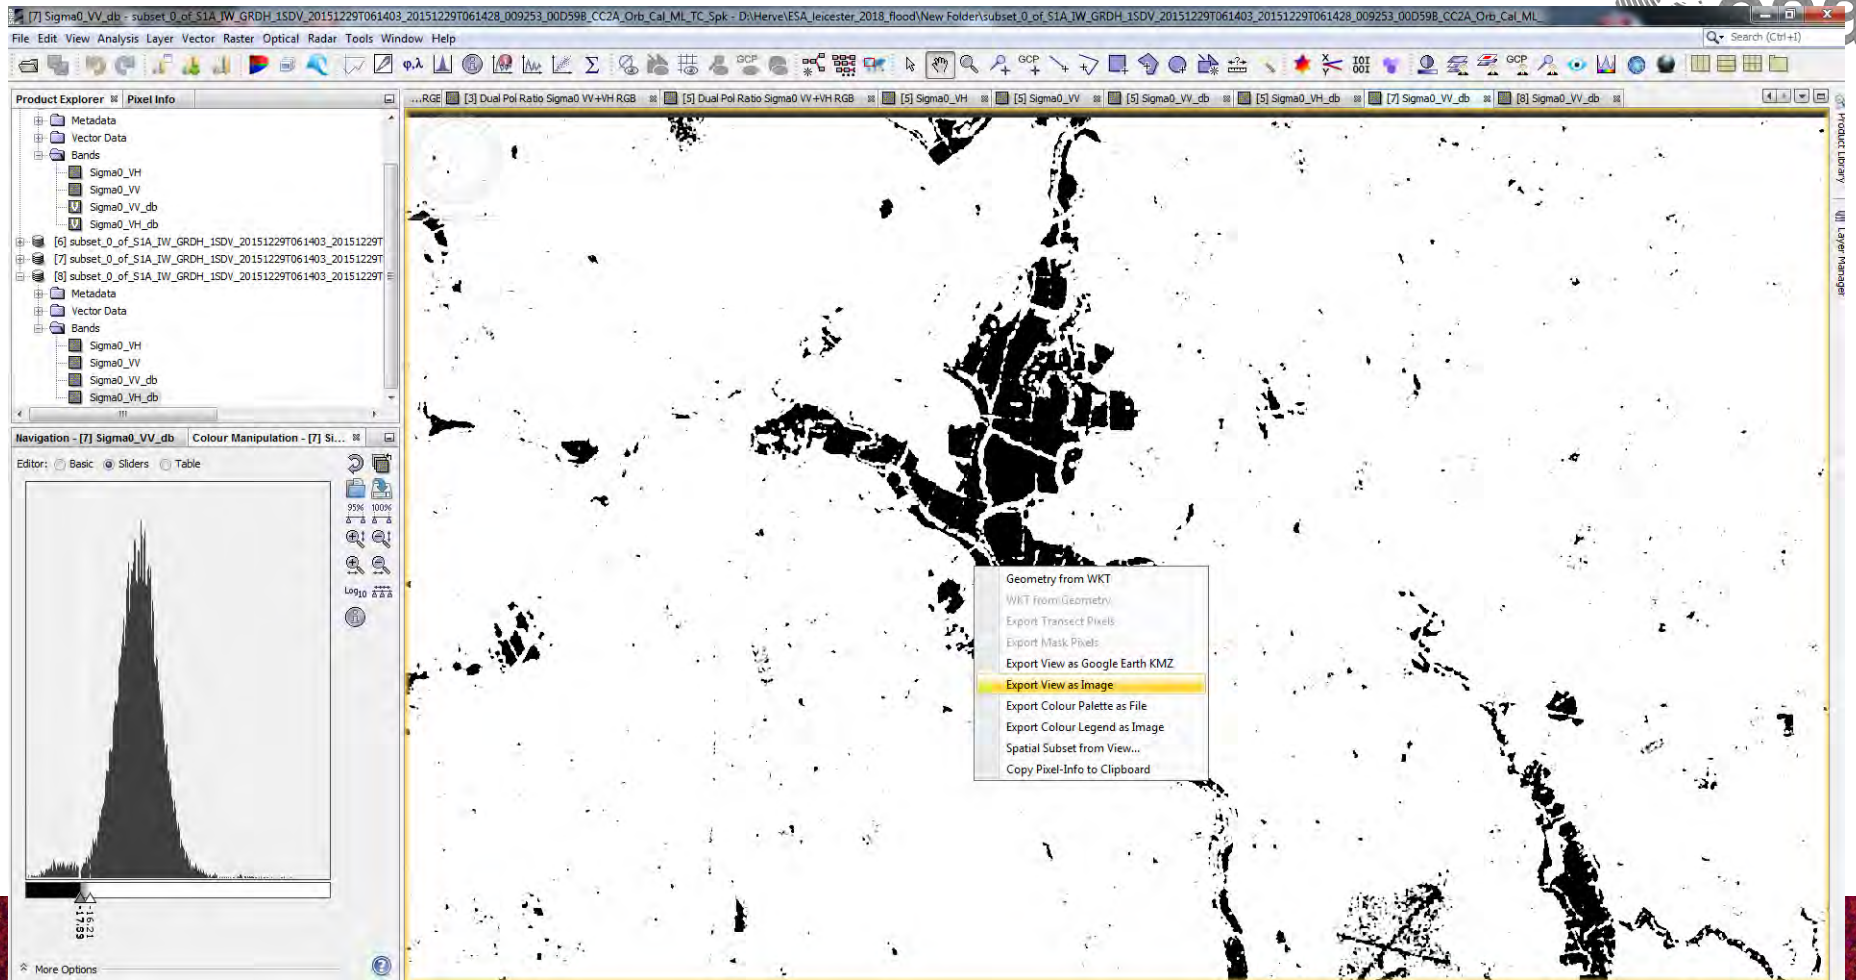 [7] Sigma0_VV_db - subset_0_of_S1A_IW_GRDH_1SDV_20151229T061403_20151229T061428_009253_00D59B_CC2A_Orb_Cal_ML_TC_Spk - D:\Herve\ESA_leicester_2018_flood\New Folder\subset_0_of_S1A_IW_GRDH_1SDV_20151229T061403_20151229T061428_009253_00D59B_CC2A_Orb_Cal_ML_
File Edit View Analysis Layer Vector Raster Optical Radar Tools Window Help
Search (Ctrl+I)
φ,λ Σ GCP GCP GCP
Product Explorer Pixel Info
...RGE [3] Dual Pol Ratio Sigma0 VV+VH RGB [5] Dual Pol Ratio Sigma0 VV+VH RGB [5] Sigma0_VH [5] Sigma0_VV [5] Sigma0_VV_db [5] Sigma0_VH_db [7] Sigma0_VV_db [8] Sigma0_VV_db
Metadata
Vector Data
Bands
Sigma0_VH
Sigma0_VV
Sigma0_VV_db
Sigma0_VH_db
[6] subset_0_of_S1A_IW_GRDH_1SDV_20151229T061403_20151229T
[7] subset_0_of_S1A_IW_GRDH_1SDV_20151229T061403_20151229T
[8] subset_0_of_S1A_IW_GRDH_1SDV_20151229T061403_20151229T
Metadata
Vector Data
Bands
Sigma0_VH
Sigma0_VV
Sigma0_VV_db
Sigma0_VH_db
Product Library
Layer Manager
Navigation - [7] Sigma0_VV_db Colour Manipulation - [7] Si...
Editor: Basic Sliders Table
95% 100%
Log10
-17.89
-16.21
More Options
Geometry from WKT
WKT from Geometry
Export Transect Pixels
Export Mask Pixels
Export View as Google Earth KMZ
Export View as Image
Export Colour Palette as File
Export Colour Legend as Image
Spatial Subset from View...
Copy Pixel-Info to Clipboard